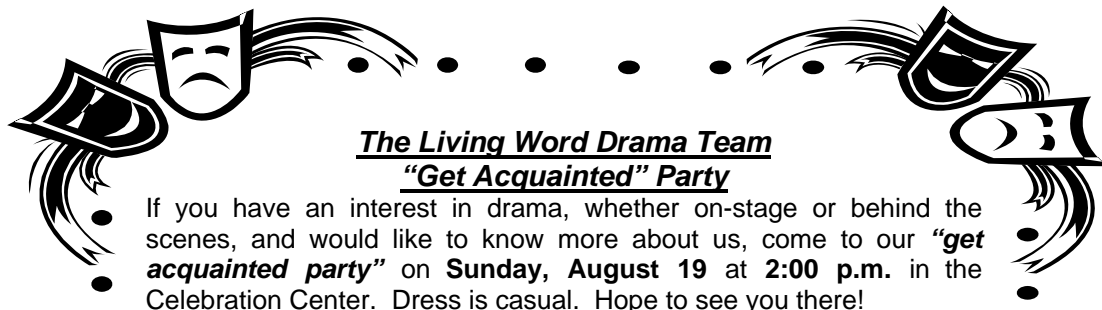 The Living Word Drama Team
“Get Acquainted” Party
If you have an interest in drama, whether on-stage or behind the
scenes, and would like to know more about us, come to our “get
acquainted party” on Sunday, August 19 at 2:00 p.m. in the
Celebration Center. Dress is casual. Hope to see you there!